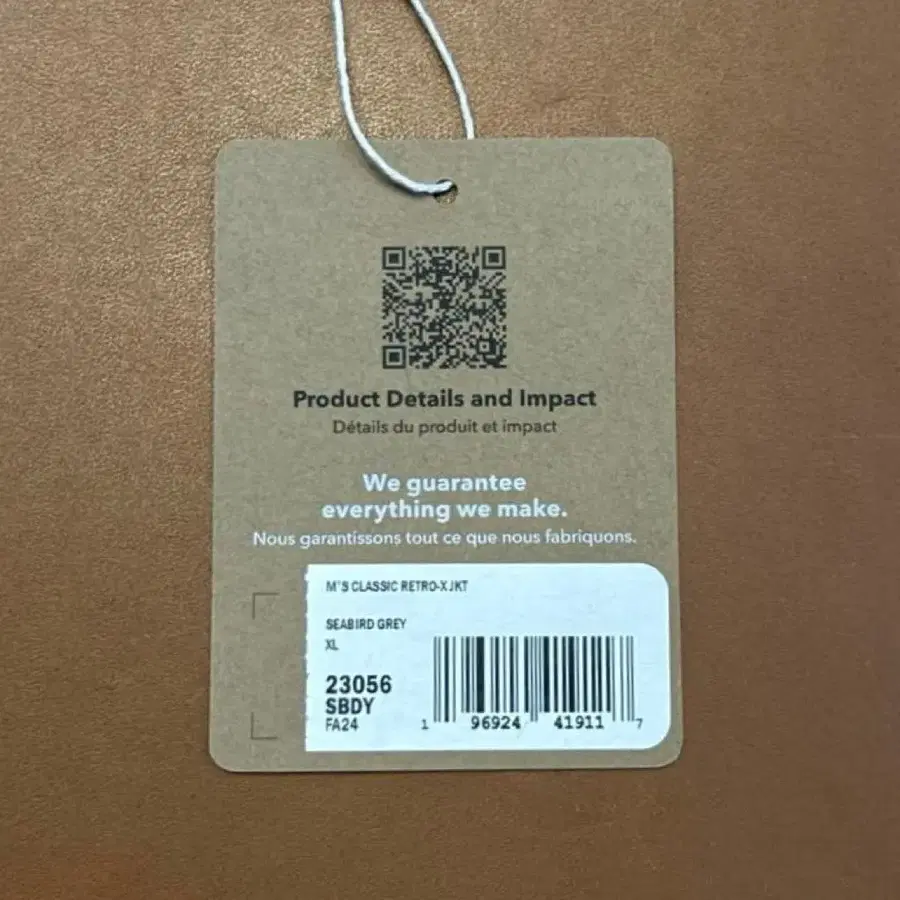 Product Details and Impact
Détails du produit et impact
We guarantee
everything we make.
Nous garantissons tout ce que nous fabriquons.
M"S CLASSIC RETRO-X JKT
SEABIRD GREY
XL
23056
SBDY
FA24
1 96924 41911 7